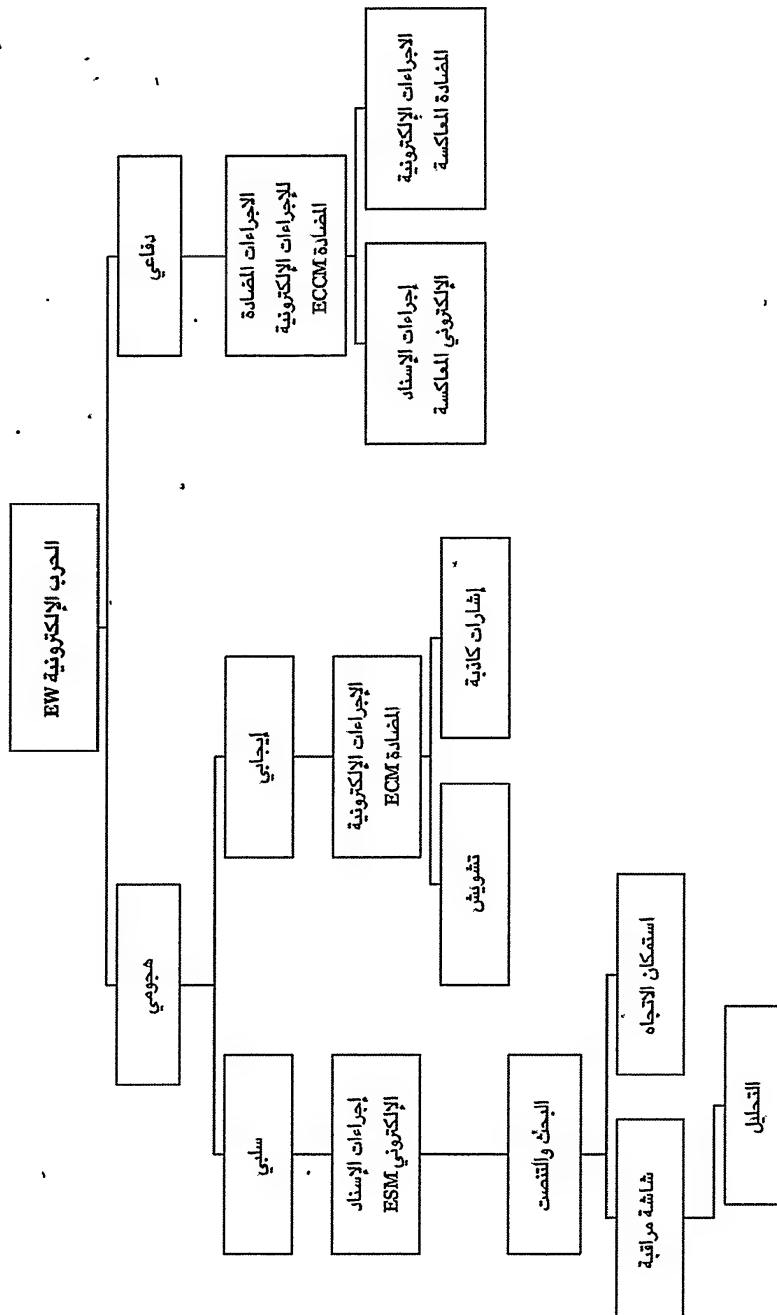 الحرب الإلكترونية EW
دفاعي
هجومي
الاجراءات المضادة
للإجراءات الإلكترونية
المضادة ECCM
إيجابي
سلبي
الاجراءات الإلكترونية
المضادة المعاكسة
إجراءات الإسناد
الإلكتروني المعاكسة
الإجراءات الإلكترونية
المضادة ECM
إجراءات الإسناد
الإلكتروني ESM
إشارات كاذبة
تشويش
البحث والتنصت
استمكان الاتجاه
شاشة مراقبة
التحليل